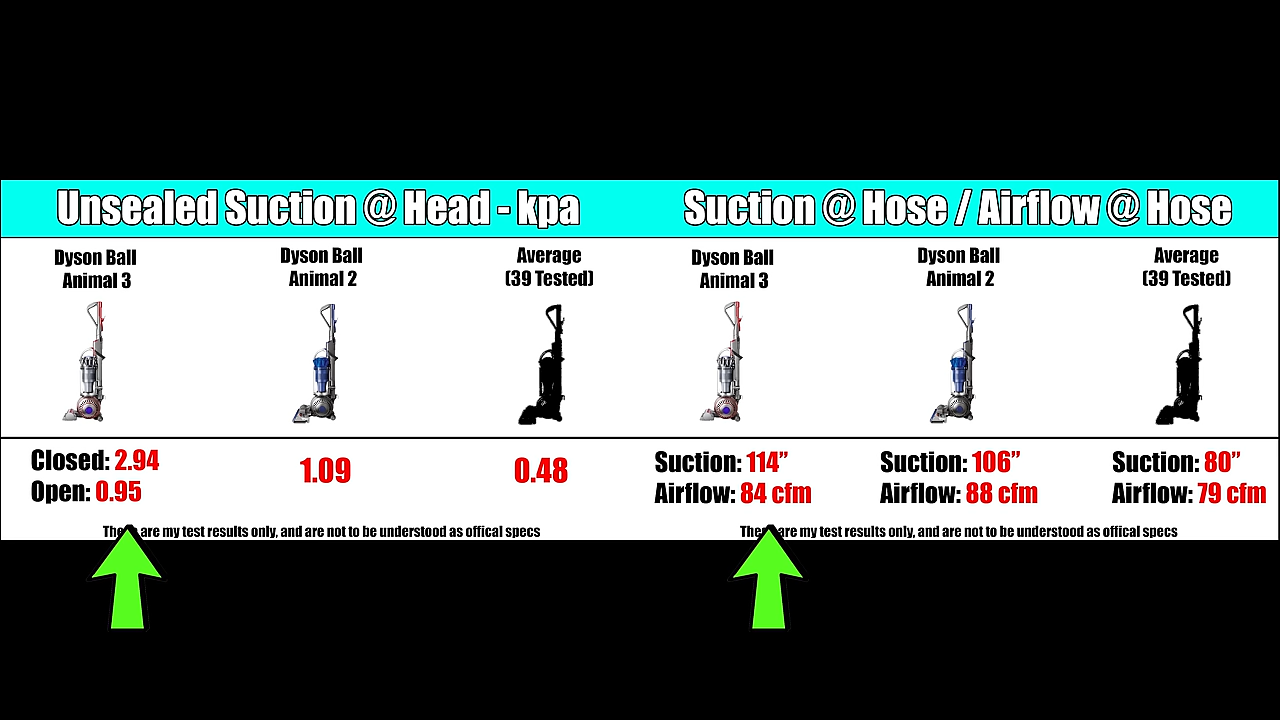 Unsealed Suction @ Head - kpa
Dyson Ball
Animal 3
Dyson Ball
Animal 2
Average
(39 Tested)
Closed: 2.94
Open: 0.95
1.09
0.48
are my test results only, and are not to be understood as offical specs
Suction @ Hose / Airflow @ Hose
Dyson Ball
Animal 3
Dyson Ball
Animal 2
Average
(39 Tested)
Suction: 114”
Airflow: 84 cfm
Suction: 106”
Airflow: 88 cfm
Suction: 80”
Airflow: 79 cfm
are my test results only, and are not to be understood as offical specs